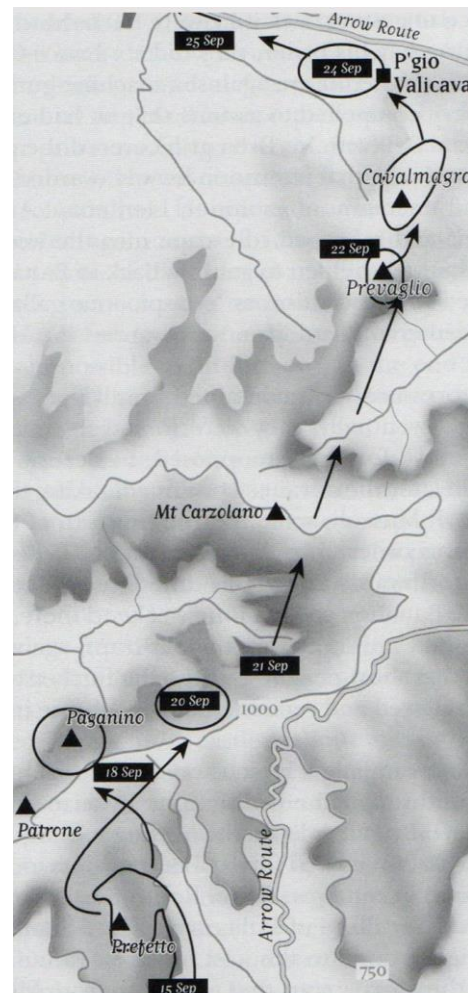 Arrow Route
25 Sep
24 Sep
P'gio
Valicava
Cavalmagra
22 Sep
Prevaglio
Mt Carzolano
21 Sep
20 Sep
1000
Paganino
18 Sep
Patrone
Arrow Route
Prefetto
750
15 Sep